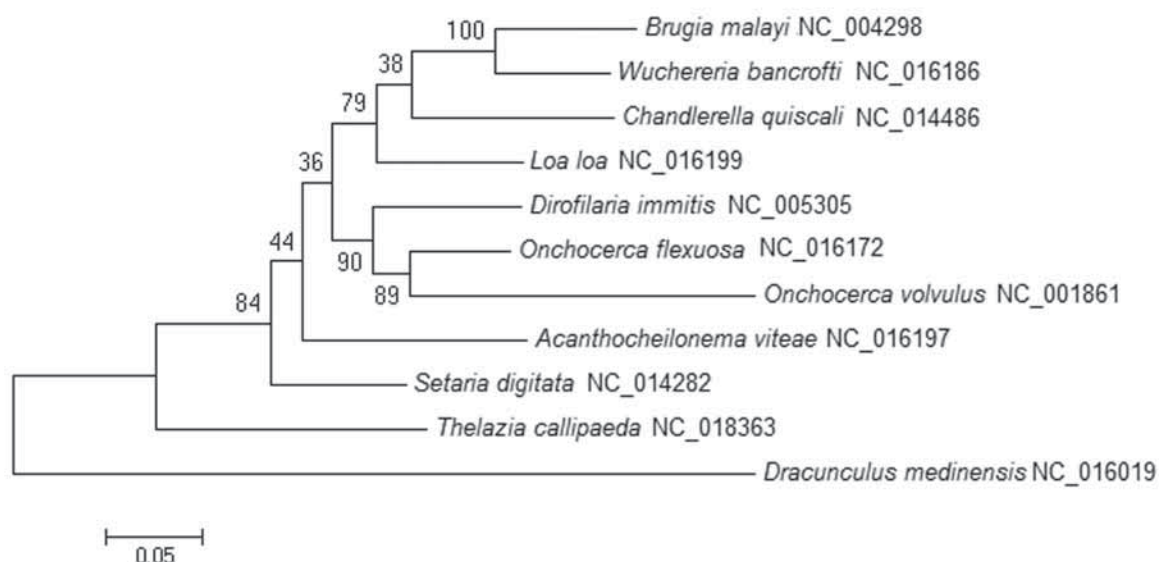 100
Brugia malayi NC_004298
38
Wuchereria bancrofti NC_016186
79
Chandlerella quiscali NC_014486
36
Loa loa NC_016199
Dirofilaria immitis NC_005305
44
Onchocerca flexuosa NC_016172
90
89
Onchocerca volvulus NC_001861
84
Acanthocheilonema viteae NC_016197
Setaria digitata NC_014282
Thelazia callipaeda NC_018363
Dracunculus medinensis NC_016019
0.05